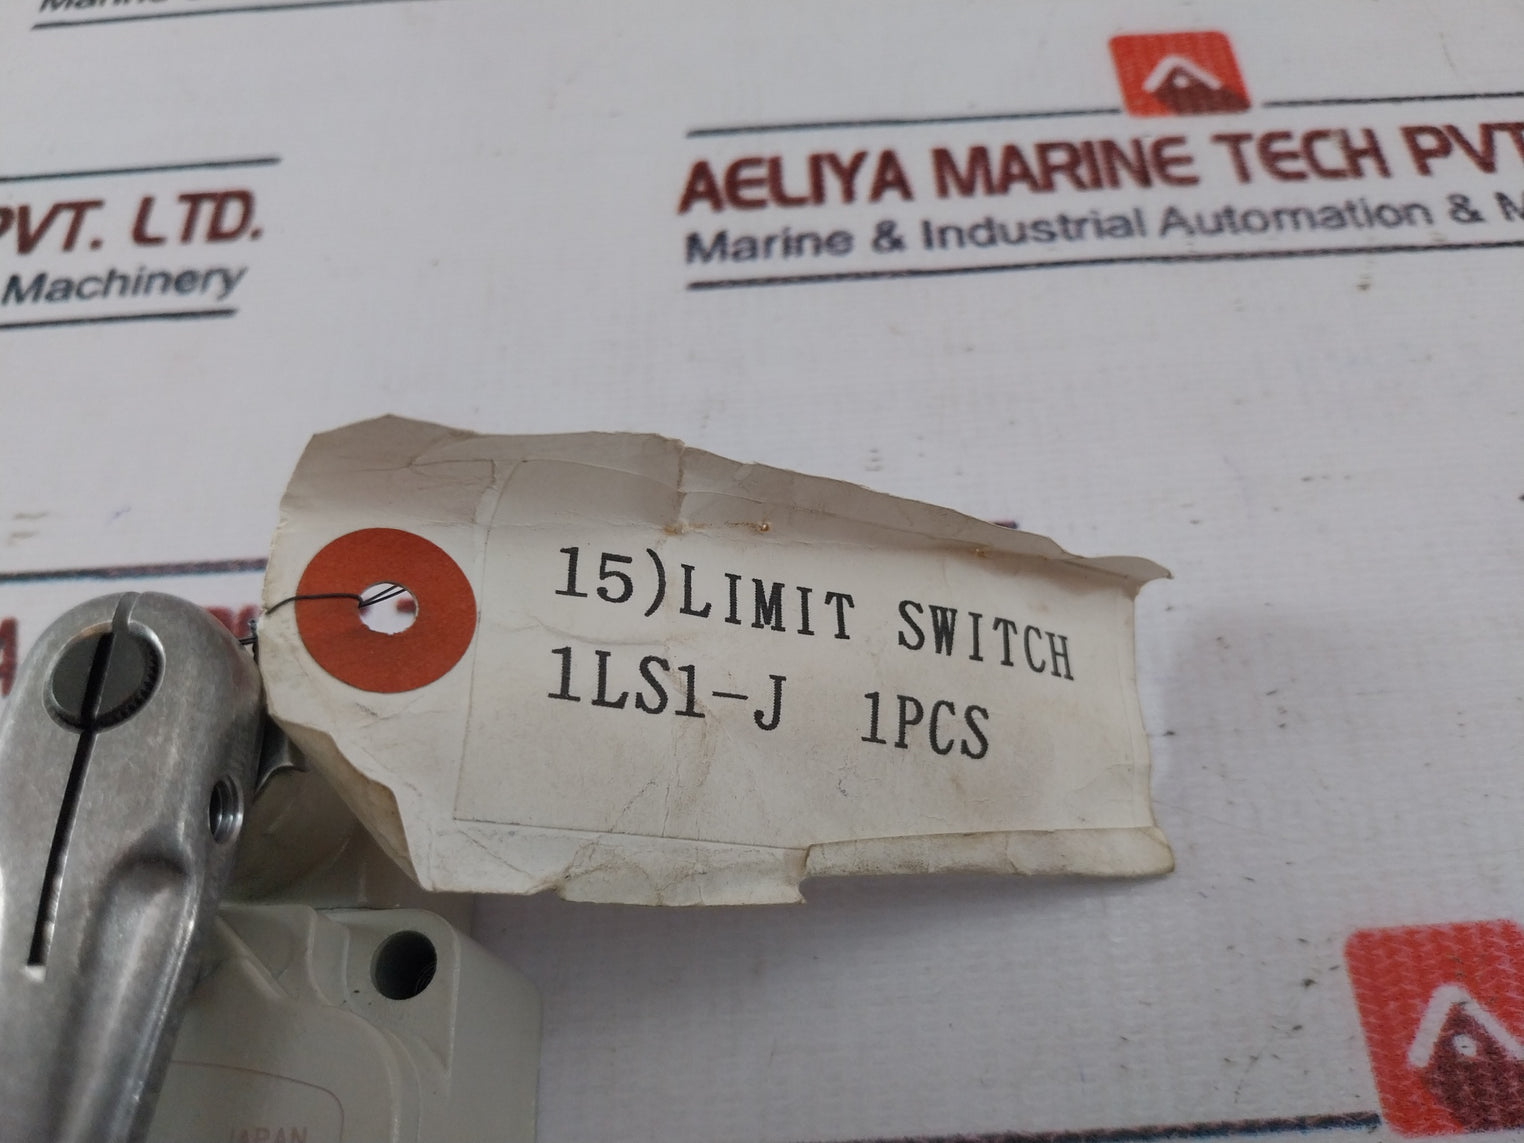 AELIYA MARINE TECH PVT
Marine & Industrial Automation & M
PVT. LTD.
Machinery
15)LIMIT SWITCH
1LS1-J 1PCS
JAPAN